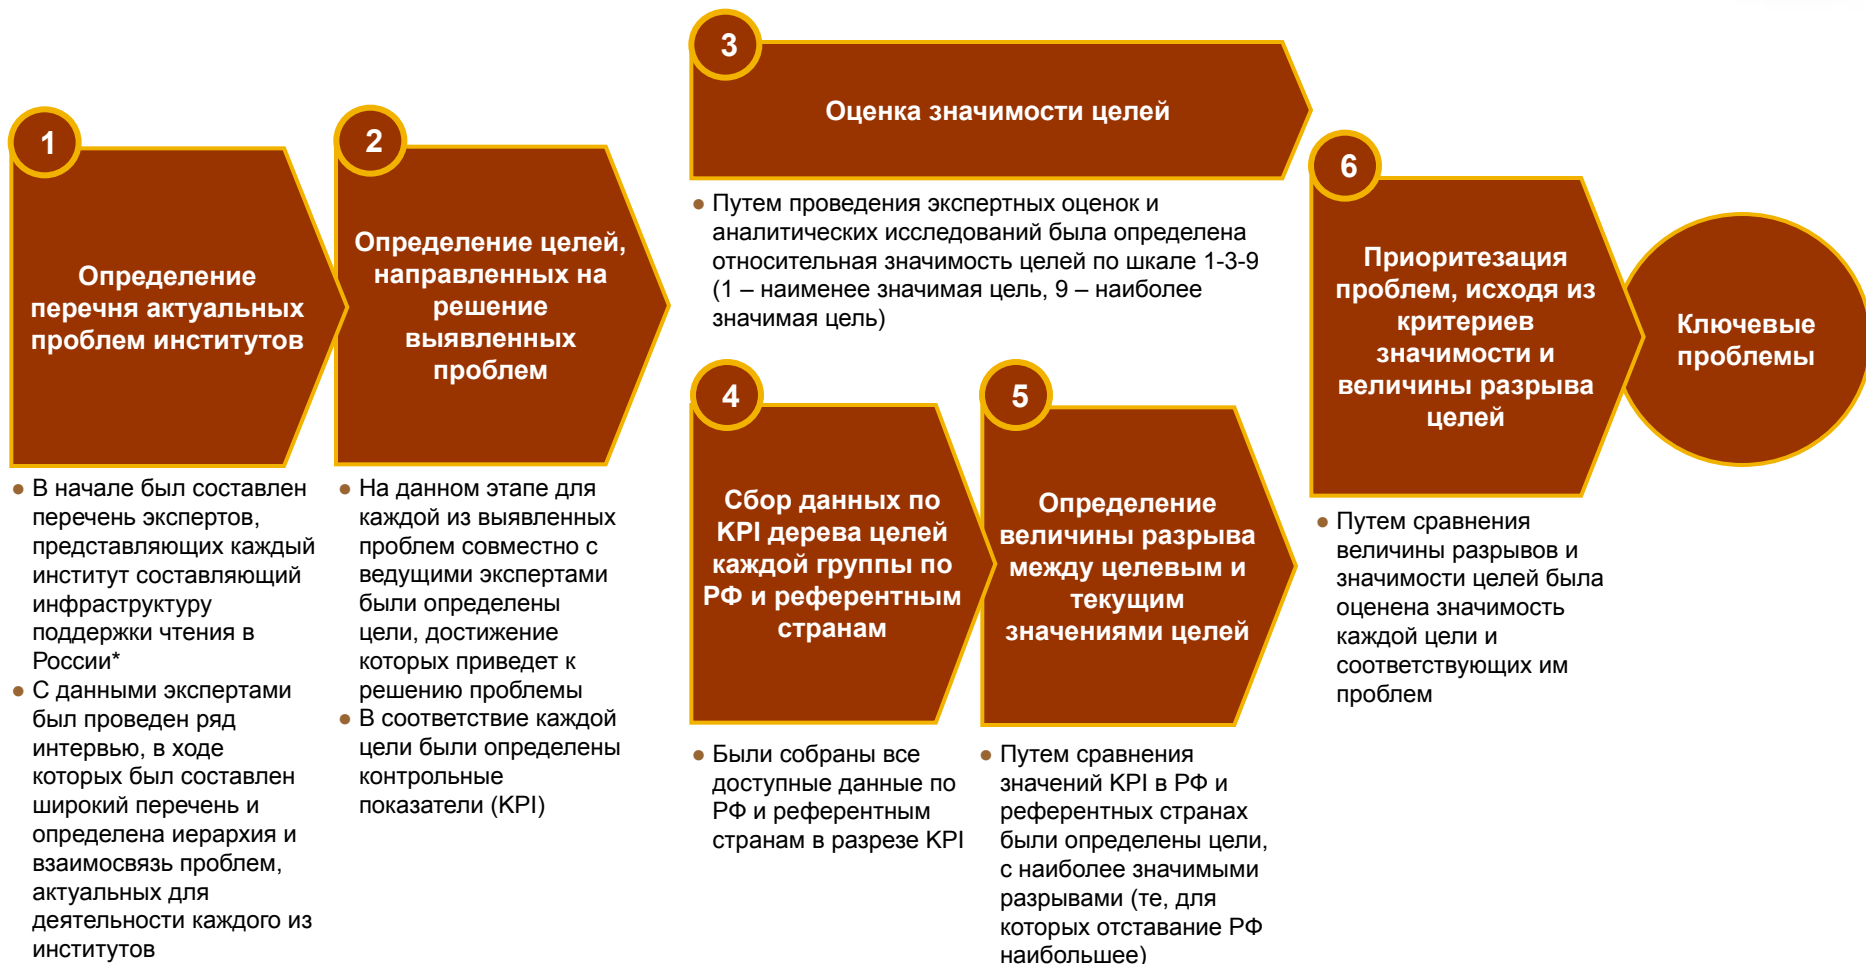 1
Определение
перечня актуальных
проблем институтов
● В начале был составлен
перечень экспертов,
представляющих каждый
институт составляющий
инфраструктуру
поддержки чтения в
России*
● С данными экспертами
был проведен ряд
интервью, в ходе
которых был составлен
широкий перечень и
определена иерархия и
взаимосвязь проблем,
актуальных для
деятельности каждого из
институтов
2
Определение целей,
направленных на
решение
выявленных
проблем
● На данном этапе для
каждой из выявленных
проблем совместно с
ведущими экспертами
были определены
цели, достижение
которых приведет к
решению проблемы
● В соответствие каждой
цели были определены
контрольные
показатели (KPI)
3
Оценка значимости целей
● Путем проведения экспертных оценок и
аналитических исследований была определена
относительная значимость целей по шкале 1-3-9
(1 – наименее значимая цель, 9 – наиболее
значимая цель)
4
Сбор данных по
KPI дерева целей
каждой группы по
РФ и референтным
странам
● Были собраны все
доступные данные по
РФ и референтным
странам в разрезе KPI
5
Определение
величины разрыва
между целевым и
текущим
значениями целей
● Путем сравнения
значений KPI в РФ и
референтных странах
были определены цели,
с наиболее значимыми
разрывами (те, для
которых отставание РФ
наибольшее)
6
Приоритезация
проблем, исходя из
критериев
значимости и
величины разрыва
целей
● Путем сравнения
величины разрывов и
значимости целей была
оценена значимость
каждой цели и
соответствующих им
проблем
Ключевые
проблемы